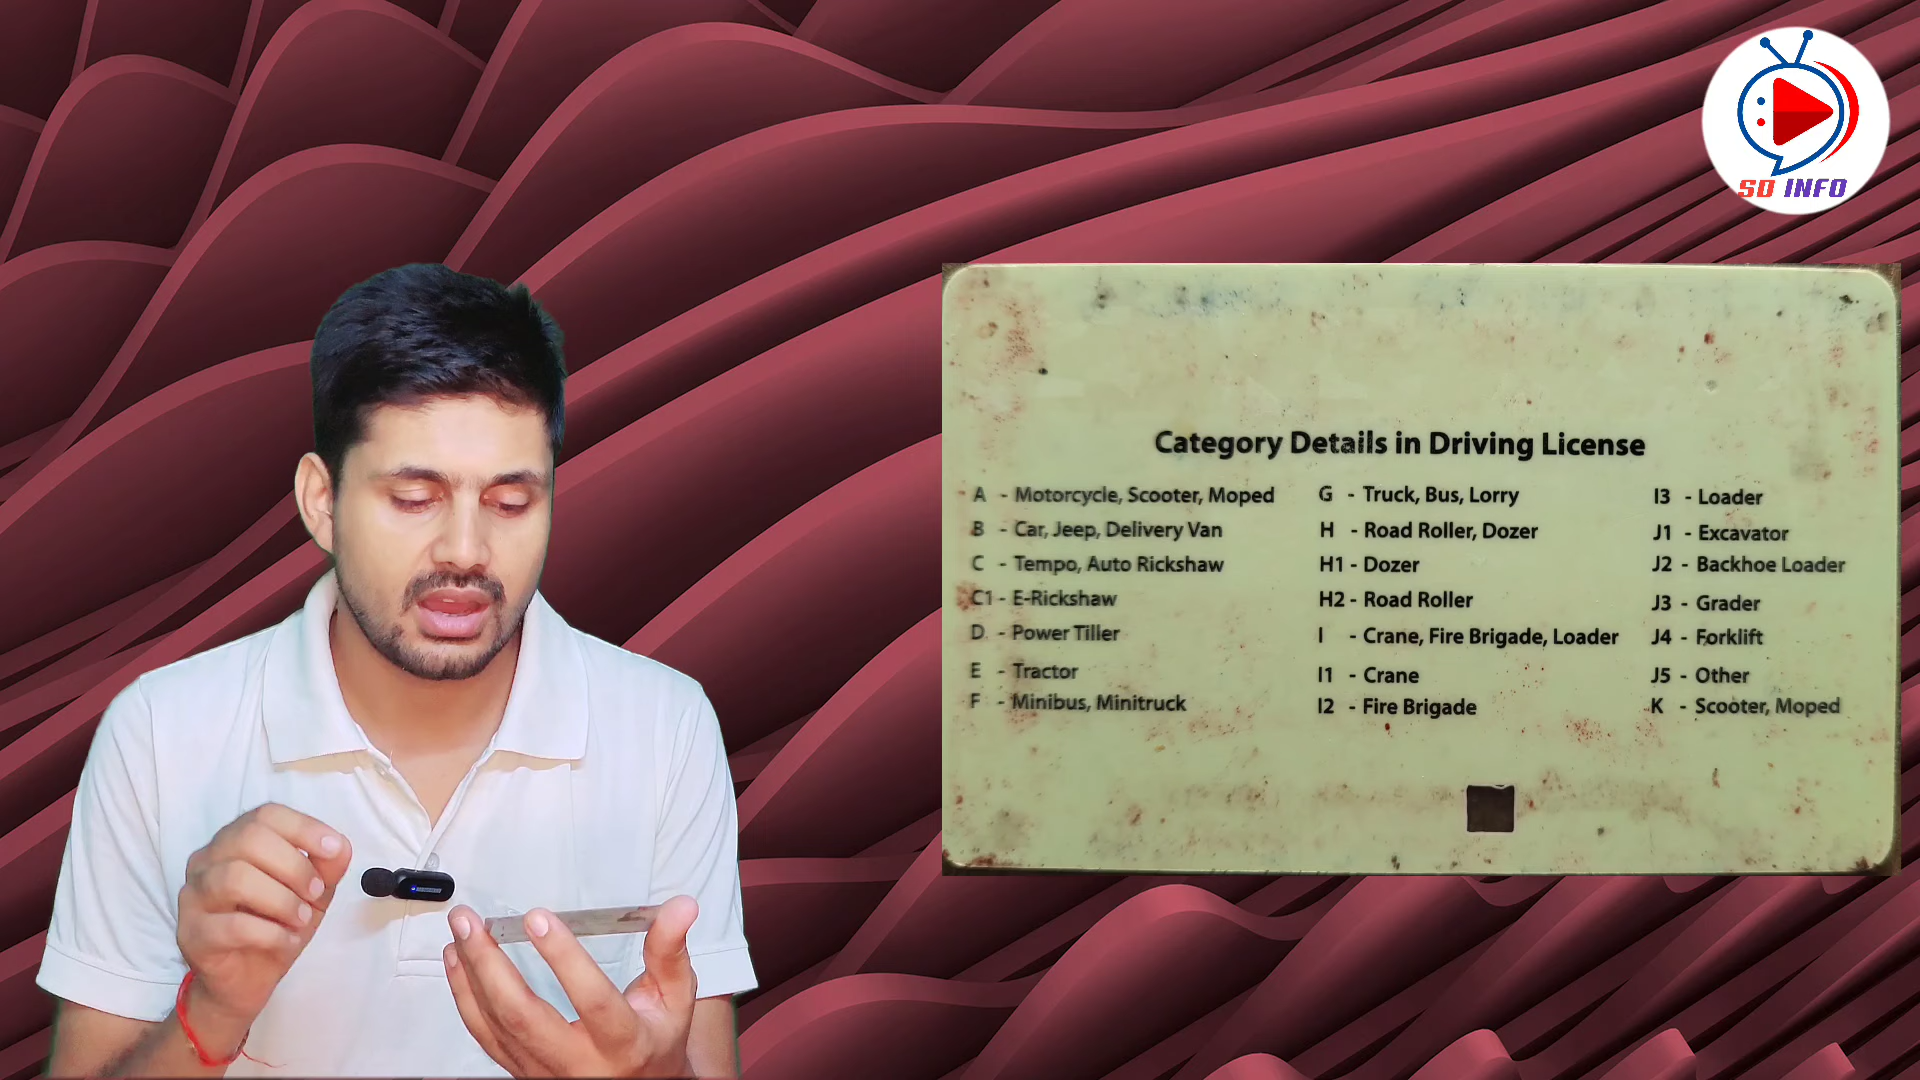 SD INFO
Category Details in Driving License
A - Motorcycle, Scooter, Moped
B - Car, Jeep, Delivery Van
C - Tempo, Auto Rickshaw
C1 - E-Rickshaw
D - Power Tiller
E - Tractor
F - Minibus, Minitruck
G - Truck, Bus, Lorry
H - Road Roller, Dozer
H1 - Dozer
H2 - Road Roller
I - Crane, Fire Brigade, Loader
I1 - Crane
I2 - Fire Brigade
I3 - Loader
J1 - Excavator
J2 - Backhoe Loader
J3 - Grader
J4 - Forklift
J5 - Other
K - Scooter, Moped